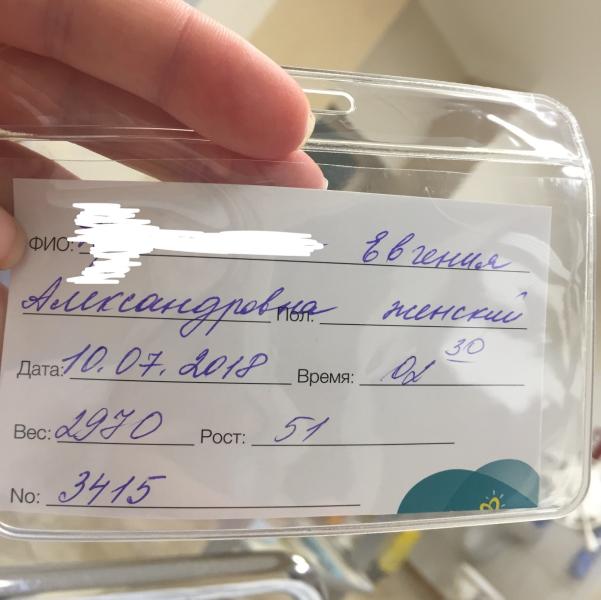 ФИО: Евгения
Александровна Пол: женский
Дата: 10.07.2018 Время: 02 30
Вес: 2970 Рост: 51
No: 3415